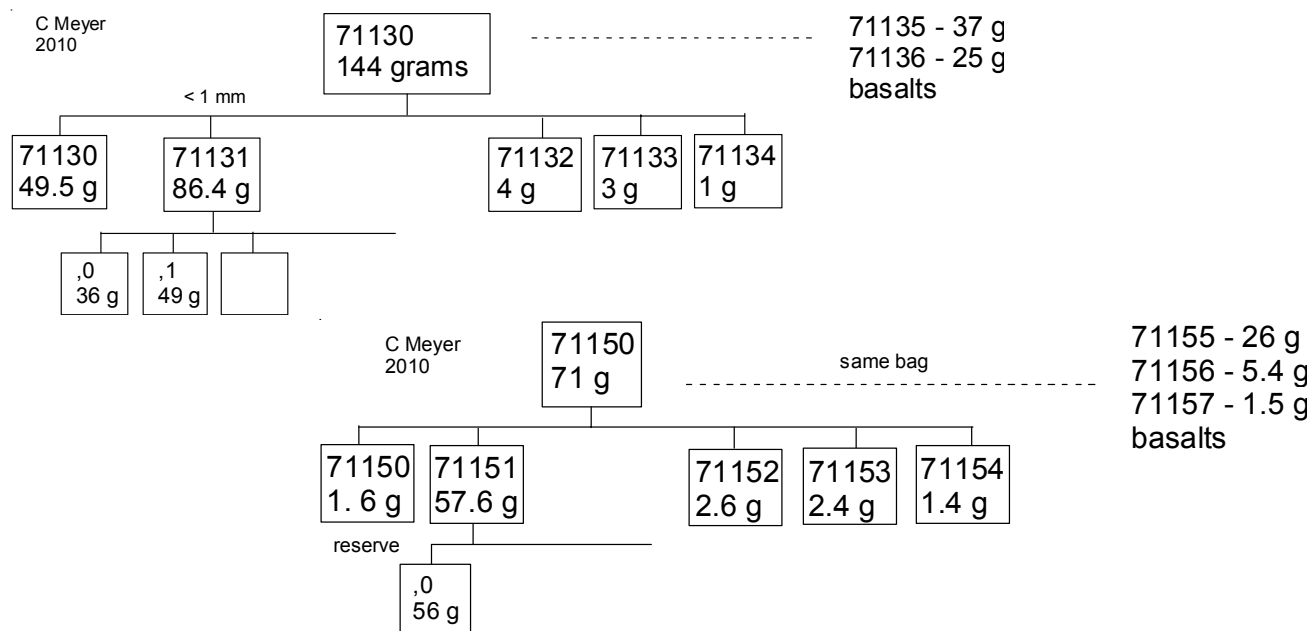 C Meyer
2010
71130
144 grams
71135 - 37 g
71136 - 25 g
basalts
< 1 mm
71130
49.5 g
71131
86.4 g
71132
4 g
71133
3 g
71134
1 g
,0
36 g
,1
49 g
C Meyer
2010
71150
71 g
same bag
71155 - 26 g
71156 - 5.4 g
71157 - 1.5 g
basalts
71150
1. 6 g
71151
57.6 g
71152
2.6 g
71153
2.4 g
71154
1.4 g
reserve
,0
56 g